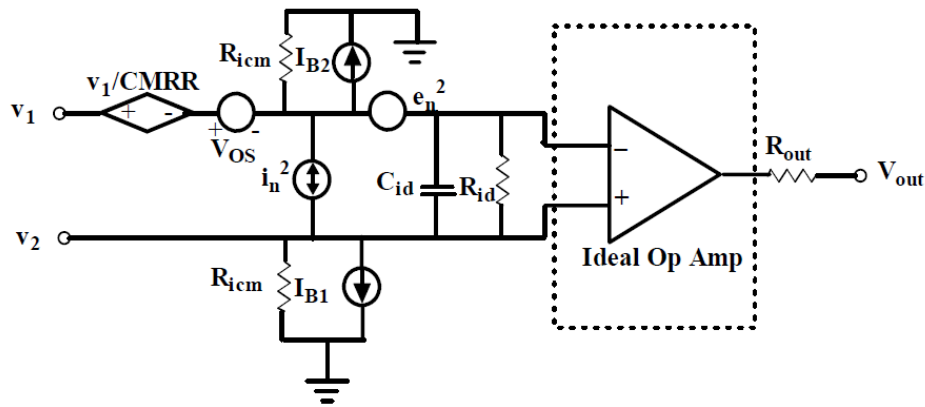 R_icm I_B2
v_1/CMRR
e_n^2
v_1 + - + - V_OS
i_n^2 C_id R_id
− + R_out V_out
v_2
Ideal Op Amp
R_icm I_B1